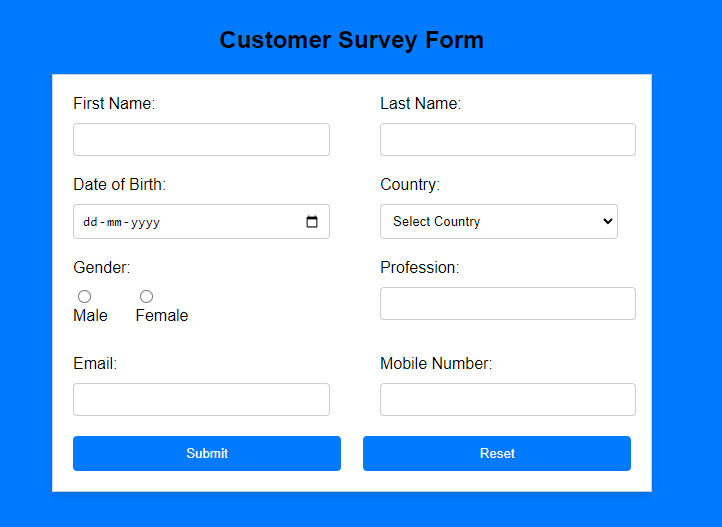 Customer Survey Form
First Name: Last Name:
Date of Birth: Country:
dd-mm-yyyy Select Country
Gender: Profession:
Male Female
Email: Mobile Number:
Submit Reset